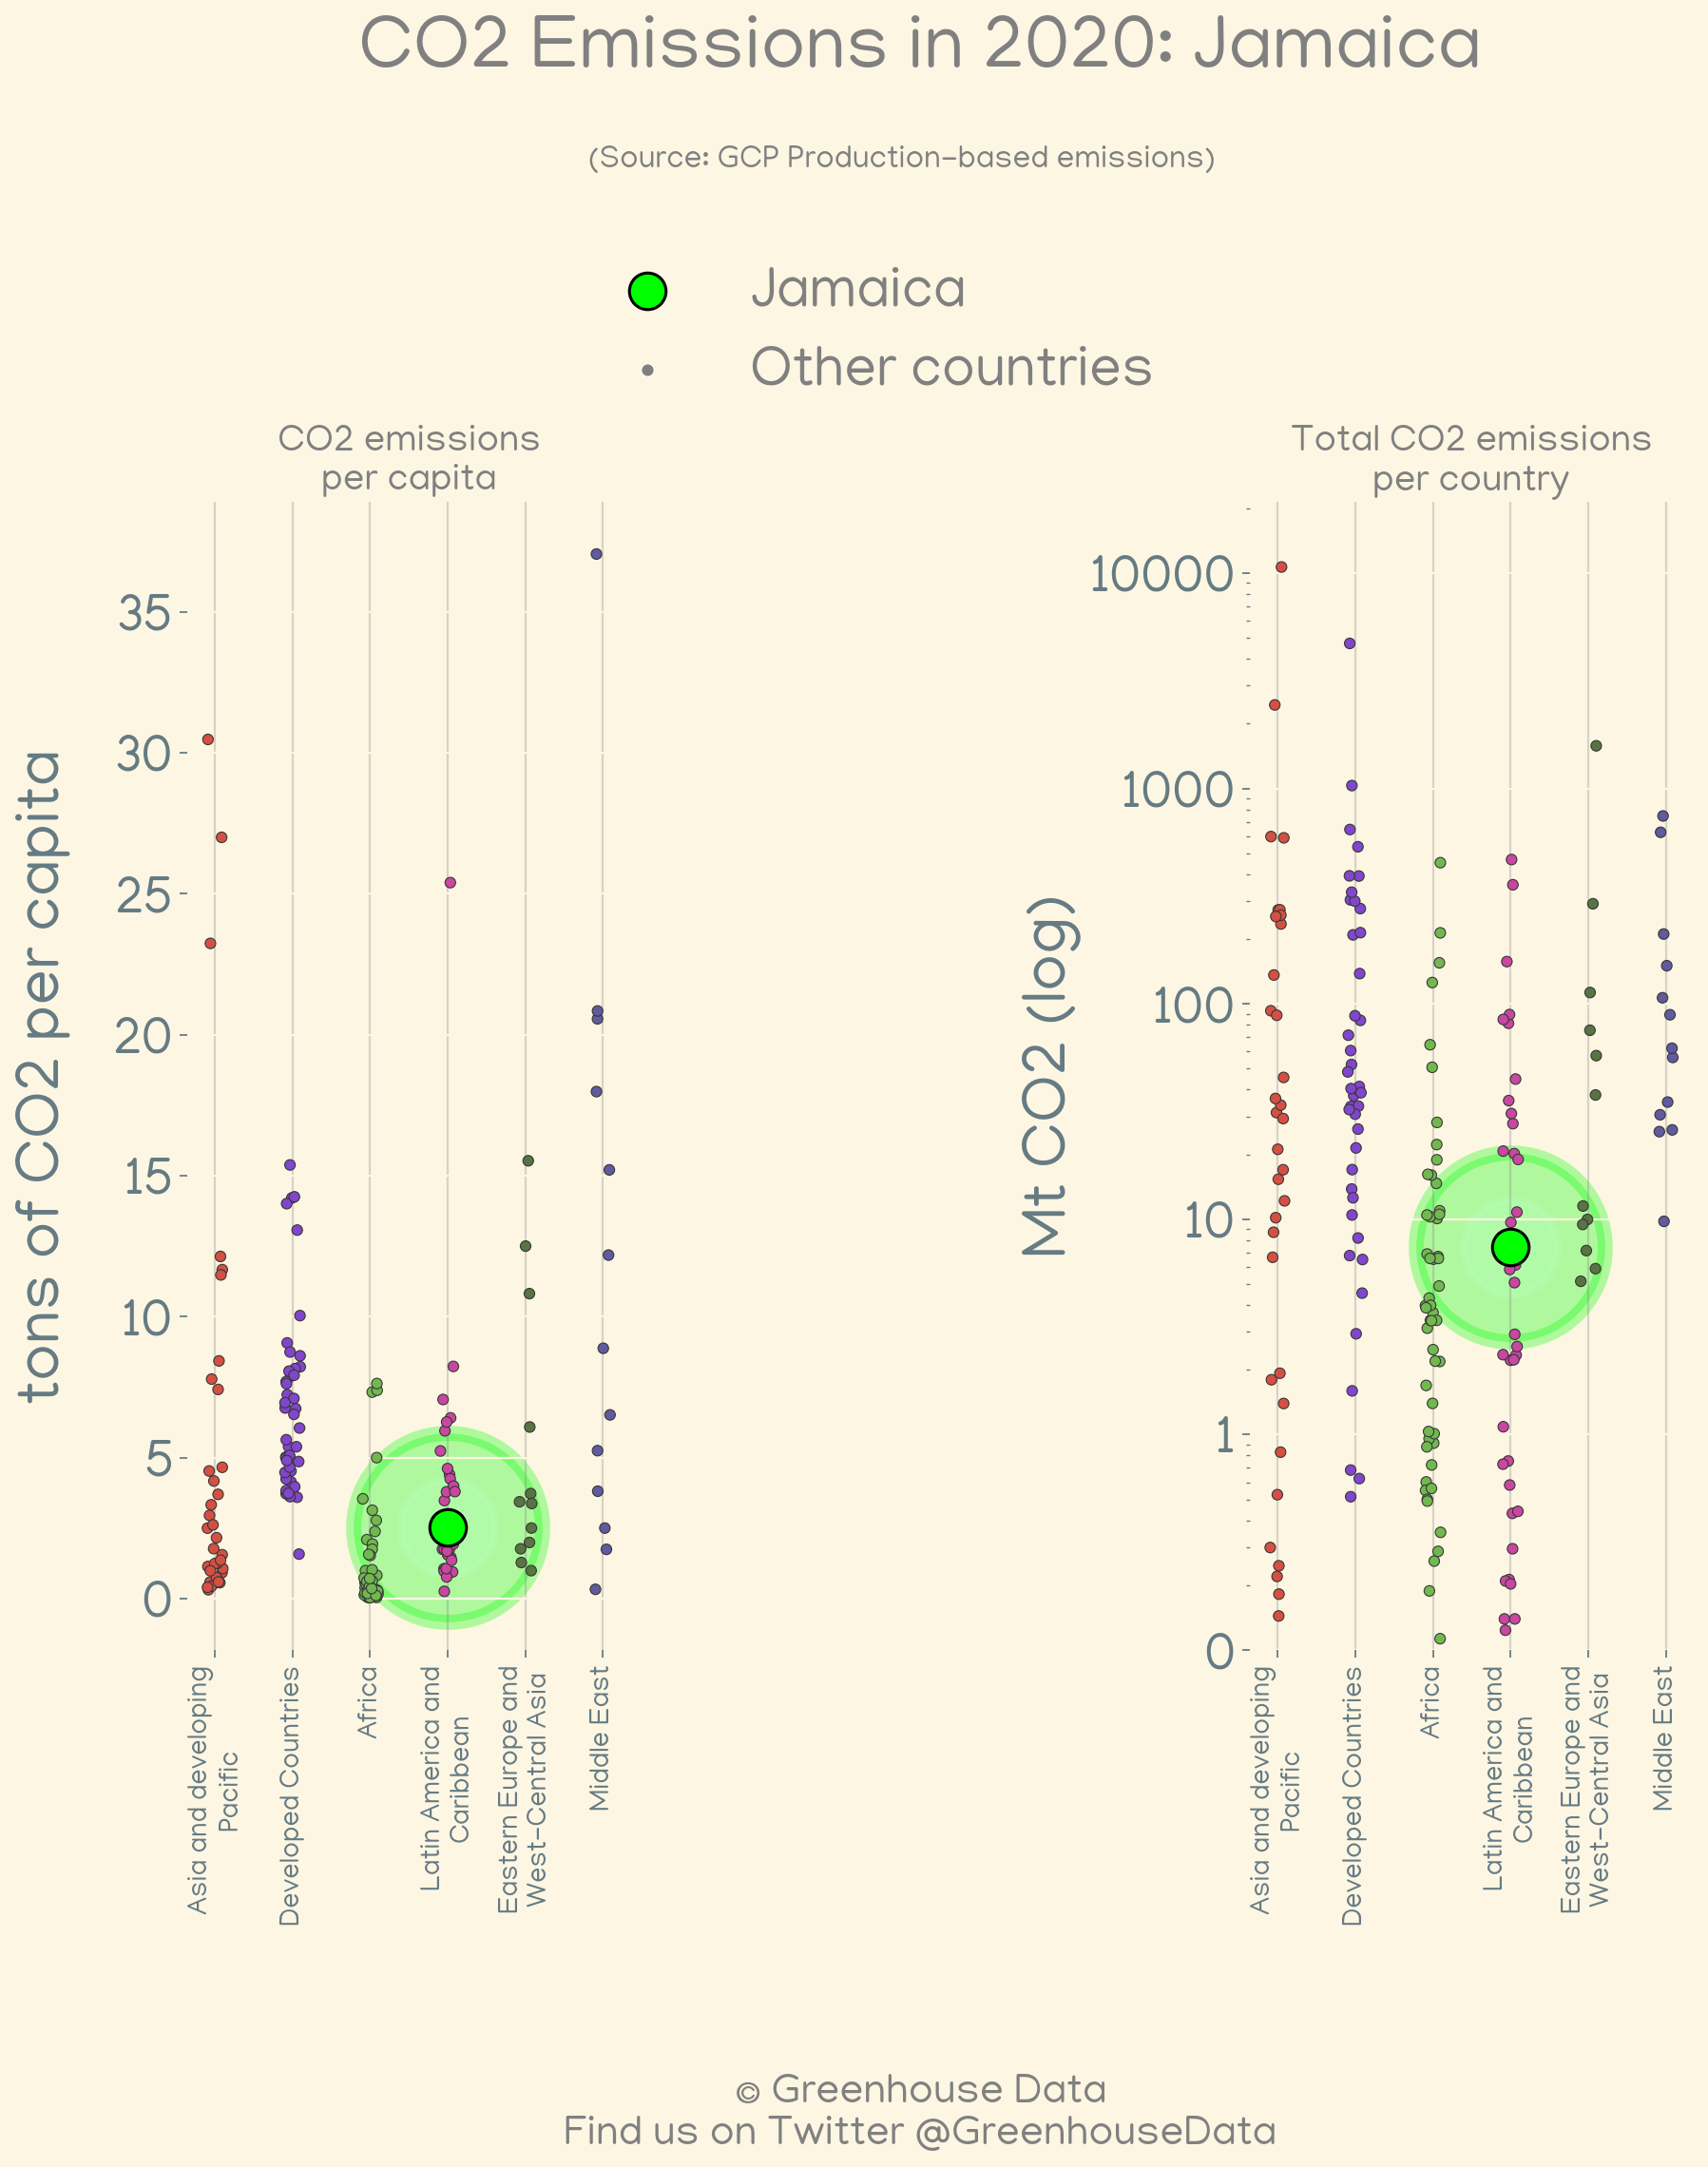 CO2 Emissions in 2020: Jamaica
(Source: GCP Production-based emissions)
Jamaica
Other countries
CO2 emissions
per capita
tons of CO2 per capita
35
30
25
20
15
10
5
0
Asia and developing
Pacific
Developed Countries
Africa
Latin America and
Caribbean
Eastern Europe and
West-Central Asia
Middle East
Total CO2 emissions
per country
Mt CO2 (log)
10000
1000
100
10
1
0
Asia and developing
Pacific
Developed Countries
Africa
Latin America and
Caribbean
Eastern Europe and
West-Central Asia
Middle East
© Greenhouse Data
Find us on Twitter @GreenhouseData